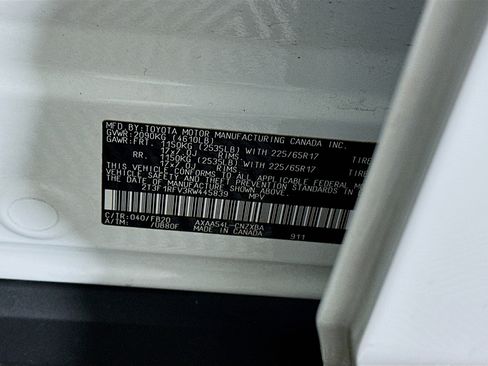 MFD.BY:TOYOTA MOTOR MANUFACTURING CANADA INC.
GVWR:2090KG (4610LB)
GAWR:FRT. 1150KG (2535LB) WITH 225/65R17 TIRE
17X7.0J RIMS
RR. 1150KG (2535LB) WITH 225/65R17 TIRE
17X7.0J RIMS
THIS VEHICLE CONFORMS TO ALL APPLICABLE FEDERAL
VEHICLE SAFETY AND THEFT PREVENTION STANDARDS IN
THE DATE OF MANUFACTURE SHOWN ABOVE.
2T3F1RFV3RW445839 MPV
C/TR:040/FB20 AXAA54L-CNZXBA
A/TM: /UB80F MADE IN CANADA 911